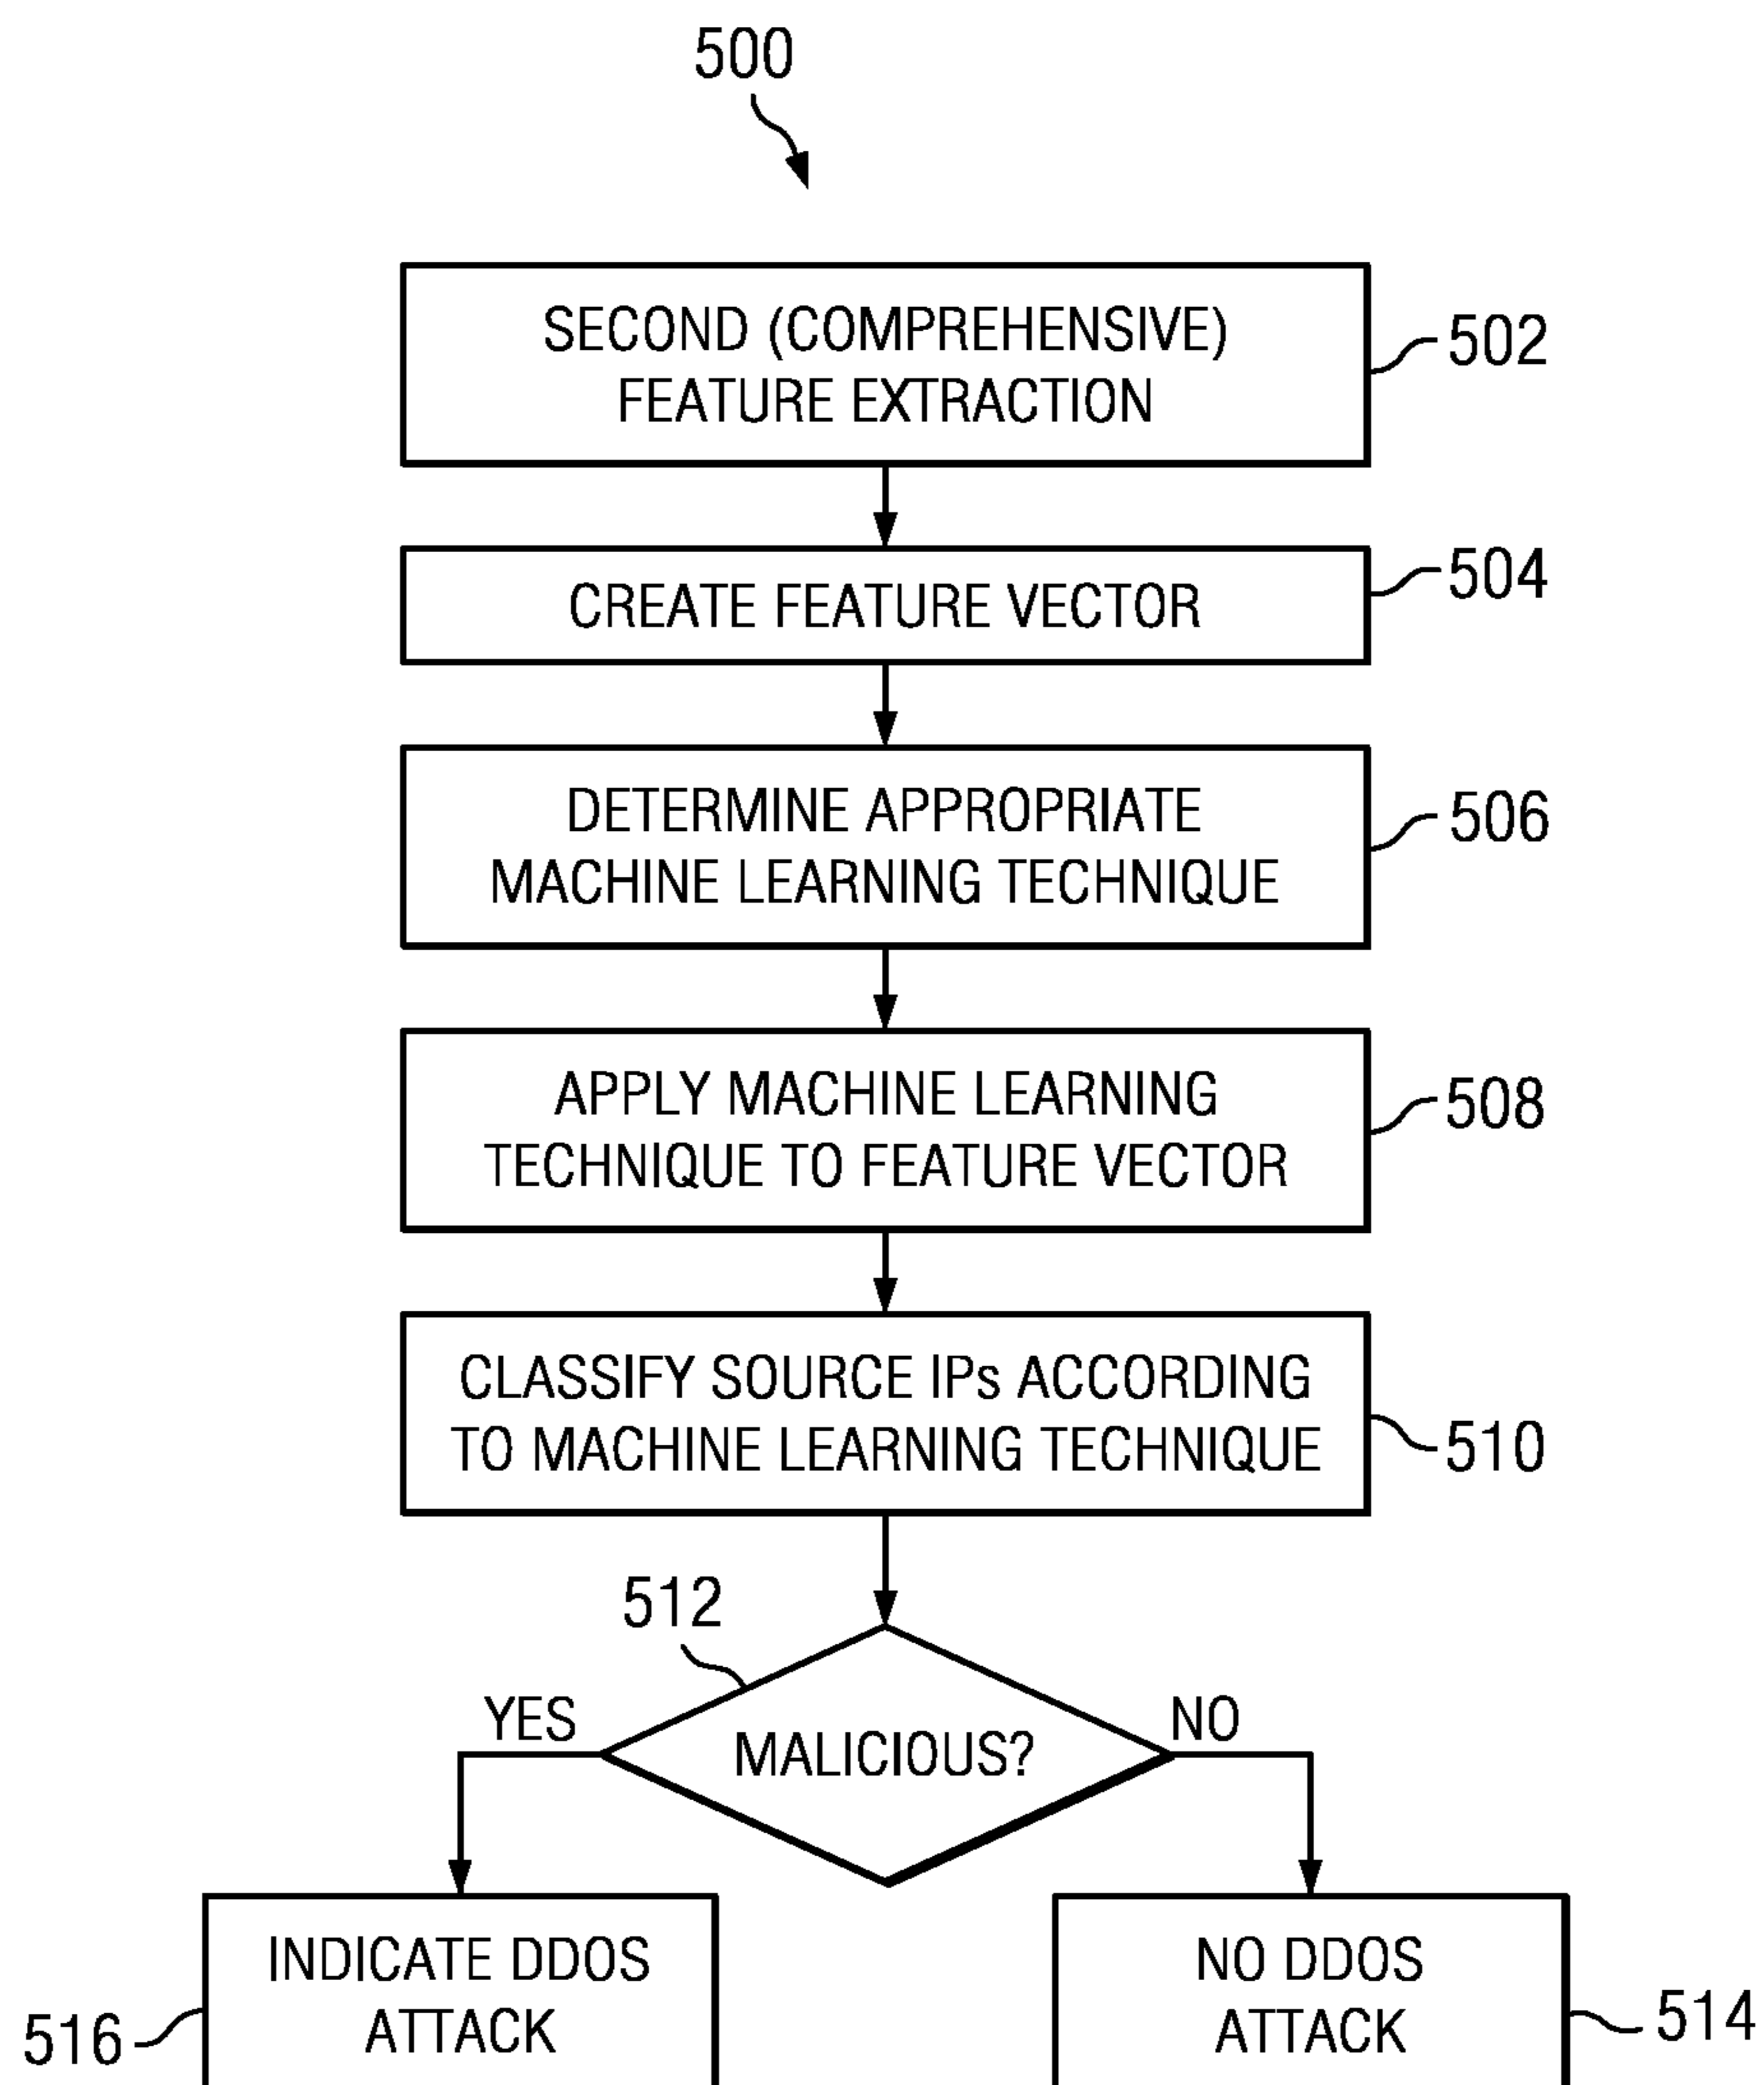 500
SECOND (COMPREHENSIVE)
FEATURE EXTRACTION
502
CREATE FEATURE VECTOR
504
DETERMINE APPROPRIATE
MACHINE LEARNING TECHNIQUE
506
APPLY MACHINE LEARNING
TECHNIQUE TO FEATURE VECTOR
508
CLASSIFY SOURCE IPs ACCORDING
TO MACHINE LEARNING TECHNIQUE
510
512
YES
MALICIOUS?
NO
INDICATE DDOS
ATTACK
516
NO DDOS
ATTACK
514